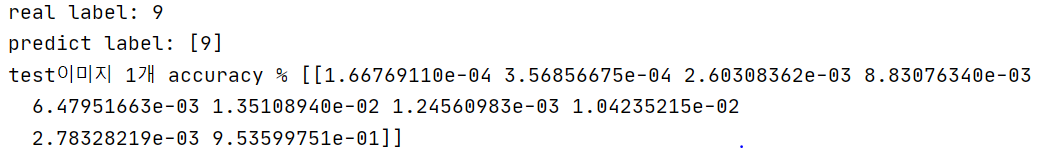 real label: 9
predict label: [9]
test이미지 1개 accuracy % [[1.66769110e-04 3.56856675e-04 2.60308362e-03 8.83076340e-03
6.47951663e-03 1.35108940e-02 1.24560983e-03 1.04235215e-02
2.78328219e-03 9.53599751e-01]]